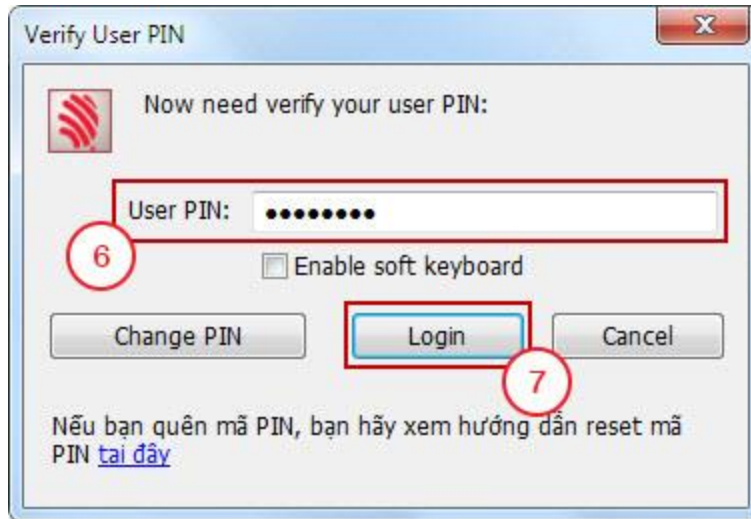 Verify User PIN
Now need verify your user PIN:
User PIN: ●●●●●●●●
6
Enable soft keyboard
Change PIN Login Cancel
7
Nếu bạn quên mã PIN, bạn hãy xem hướng dẫn reset mã
PIN tại đây